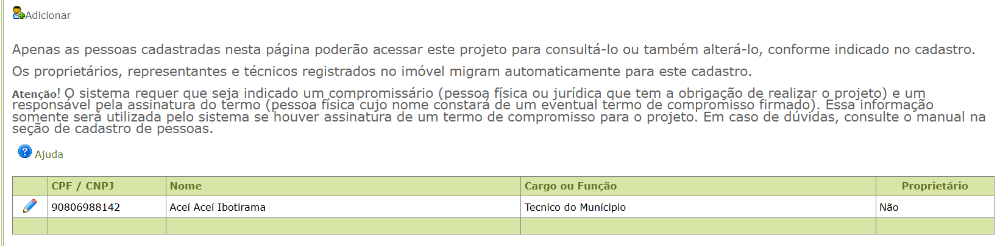 Adicionar
Apenas as pessoas cadastradas nesta página poderão acessar este projeto para consultá-lo ou também alterá-lo, conforme indicado no cadastro.
Os proprietários, representantes e técnicos registrados no imóvel migram automaticamente para este cadastro.
Atenção! O sistema requer que seja indicado um compromissário (pessoa física ou jurídica que tem a obrigação de realizar o projeto) e um
responsável pela assinatura do termo (pessoa física cujo nome constará de um eventual termo de compromisso firmado). Essa informação
somente será utilizada pelo sistema se houver assinatura de um termo de compromisso para o projeto. Em caso de dúvidas, consulte o manual na
seção de cadastro de pessoas.
? Ajuda
CPF / CNPJ Nome Cargo ou Função Proprietário
90806988142 Aceí Aceí Ibotirama Tecnico do Munícipio Não